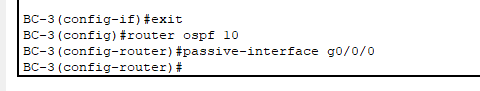 BC-3(config-if)#exit
BC-3(config)#router ospf 10
BC-3(config-router)#passive-interface g0/0/0
BC-3(config-router)#